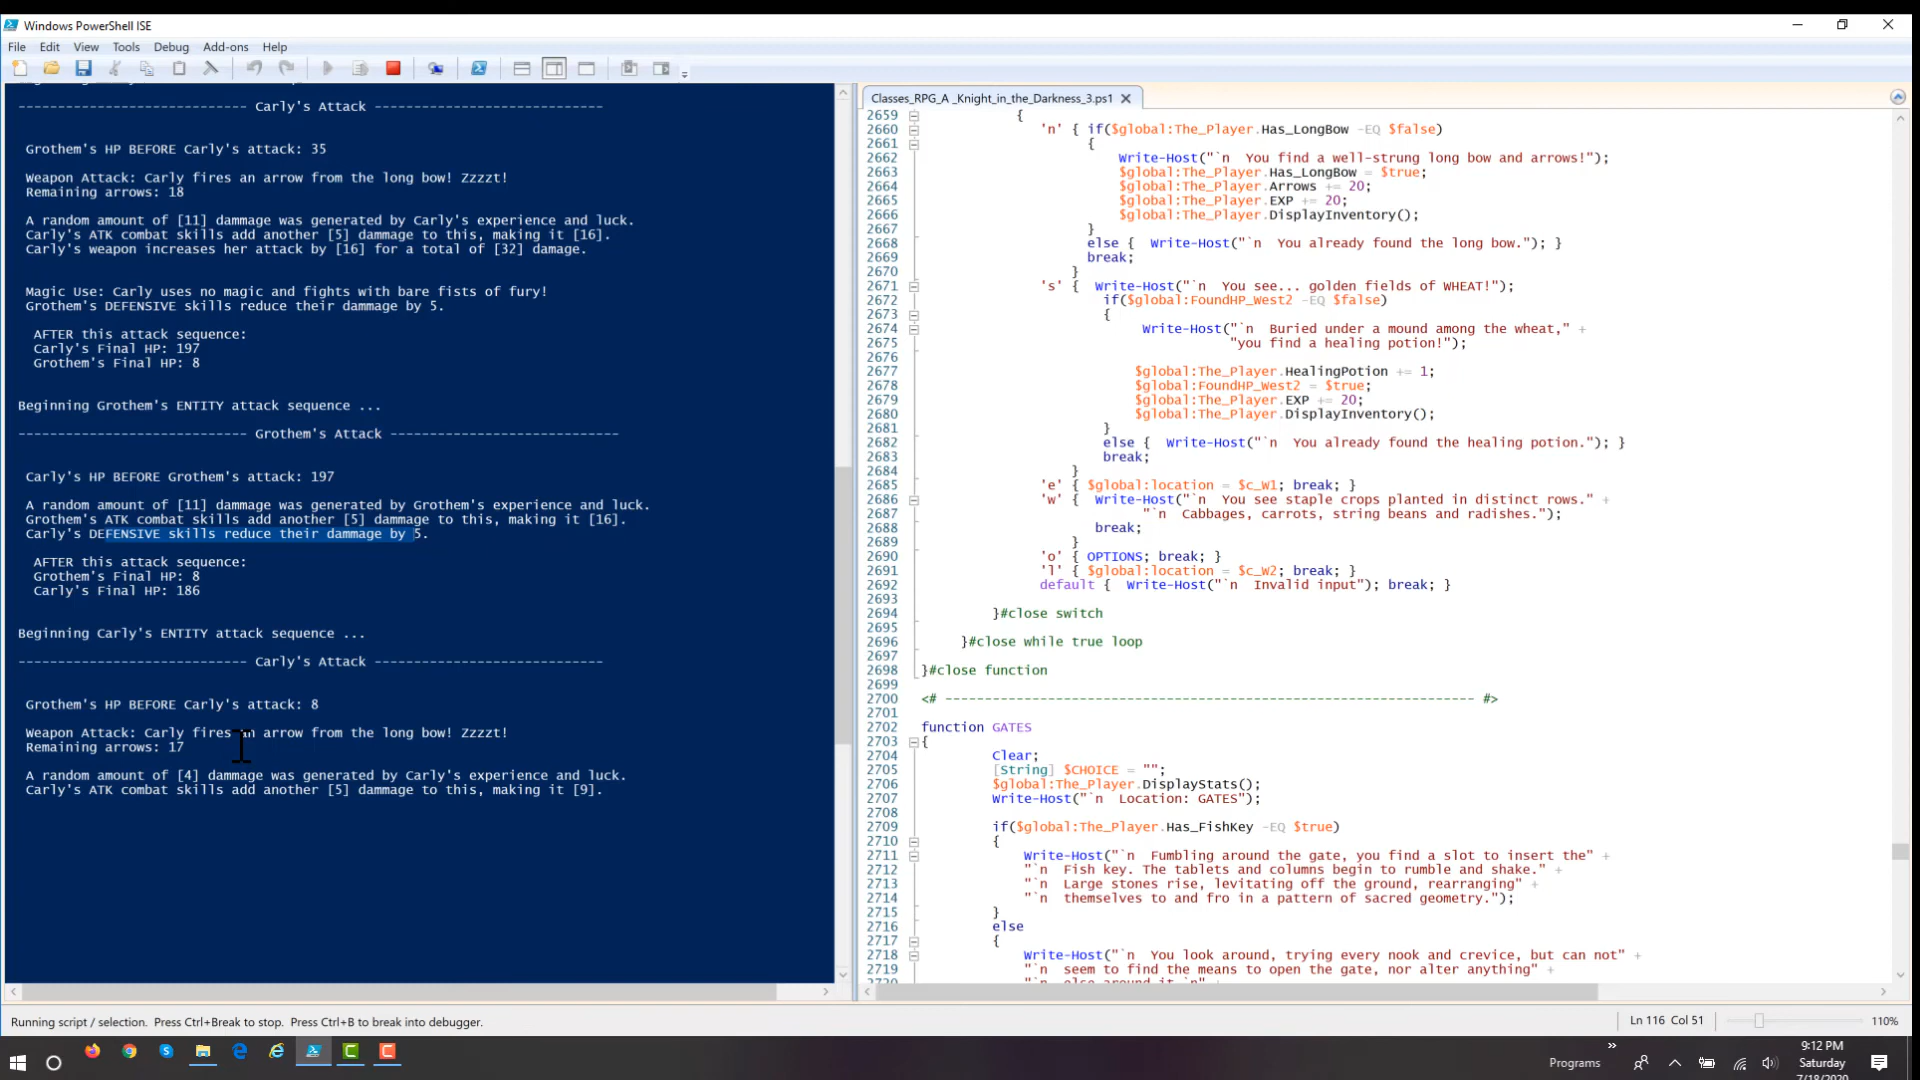 Windows PowerShell ISE
File Edit View Tools Debug Add-ons Help
---------------------------- Carly's Attack ----------------------------
Grothem's HP BEFORE Carly's attack: 35
Weapon Attack: Carly fires an arrow from the long bow! Zzzzt!
Remaining arrows: 18
A random amount of [11] dammage was generated by Carly's experience and luck.
Carly's ATK combat skills add another [5] dammage to this, making it [16].
Carly's weapon increases her attack by [16] for a total of [32] damage.
Magic Use: Carly uses no magic and fights with bare fists of fury!
Grothem's DEFENSIVE skills reduce their dammage by 5.
AFTER this attack sequence:
Carly's Final HP: 197
Grothem's Final HP: 8
Beginning Grothem's ENTITY attack sequence ...
---------------------------- Grothem's Attack ----------------------------
Carly's HP BEFORE Grothem's attack: 197
A random amount of [11] dammage was generated by Grothem's experience and luck.
Grothem's ATK combat skills add another [5] dammage to this, making it [16].
Carly's DEFENSIVE skills reduce their dammage by 5.
AFTER this attack sequence:
Grothem's Final HP: 8
Carly's Final HP: 186
Beginning Carly's ENTITY attack sequence ...
---------------------------- Carly's Attack ----------------------------
Grothem's HP BEFORE Carly's attack: 8
Weapon Attack: Carly fires an arrow from the long bow! Zzzzt!
Remaining arrows: 17
A random amount of [4] dammage was generated by Carly's experience and luck.
Carly's ATK combat skills add another [5] dammage to this, making it [9].
Classes_RPG_A _Knight_in_the_Darkness_3.ps1
2659 {
2660 'n' { if($global:The_Player.Has_LongBow -EQ $false)
2661 {
2662 Write-Host("`n  You find a well-strung long bow and arrows!");
2663 $global:The_Player.Has_LongBow = $true;
2664 $global:The_Player.Arrows += 20;
2665 $global:The_Player.EXP += 20;
2666 $global:The_Player.DisplayInventory();
2667 }
2668 else {  Write-Host("`n  You already found the long bow."); }
2669 break;
2670 }
2671 's' {  Write-Host("`n  You see... golden fields of WHEAT!");
2672 if($global:FoundHP_West2 -EQ $false)
2673 {
2674 Write-Host("`n  Buried under a mound among the wheat," +
2675 "you find a healing potion!");
2676
2677 $global:The_Player.HealingPotion += 1;
2678 $global:FoundHP_West2 = $true;
2679 $global:The_Player.EXP += 20;
2680 $global:The_Player.DisplayInventory();
2681 }
2682 else {  Write-Host("`n  You already found the healing potion."); }
2683 break;
2684 }
2685 'e' { $global:location = $c_W1; break; }
2686 'w' {  Write-Host("`n  You see staple crops planted in distinct rows." +
2687 "`n  Cabbages, carrots, string beans and radishes.");
2688 break;
2689 }
2690 'o' { OPTIONS; break; }
2691 'l' { $global:location = $c_W2; break; }
2692 default {  Write-Host("`n  Invalid input"); break; }
2693
2694 }#close switch
2695
2696 }#close while true loop
2697
2698 }#close function
2699
2700 <# ------------------------------------------------------------------- #>
2701
2702 function GATES
2703 {
2704 Clear;
2705 [String] $CHOICE = "";
2706 $global:The_Player.DisplayStats();
2707 Write-Host("`n  Location: GATES");
2708
2709 if($global:The_Player.Has_FishKey -EQ $true)
2710 {
2711 Write-Host("`n  Fumbling around the gate, you find a slot to insert the" +
2712 "`n  Fish key. The tablets and columns begin to rumble and shake." +
2713 "`n  Large stones rise, levitating off the ground, rearranging" +
2714 "`n  themselves to and fro in a pattern of sacred geometry.");
2715 }
2716 else
2717 {
2718 Write-Host("`n  You look around, trying every nook and crevice, but can not" +
2719 "`n  seem to find the means to open the gate, nor alter anything" +
Running script / selection.  Press Ctrl+Break to stop.  Press Ctrl+B to break into debugger.
Ln 116 Col 51
110%
Programs
9:12 PM
Saturday
7/18/2020